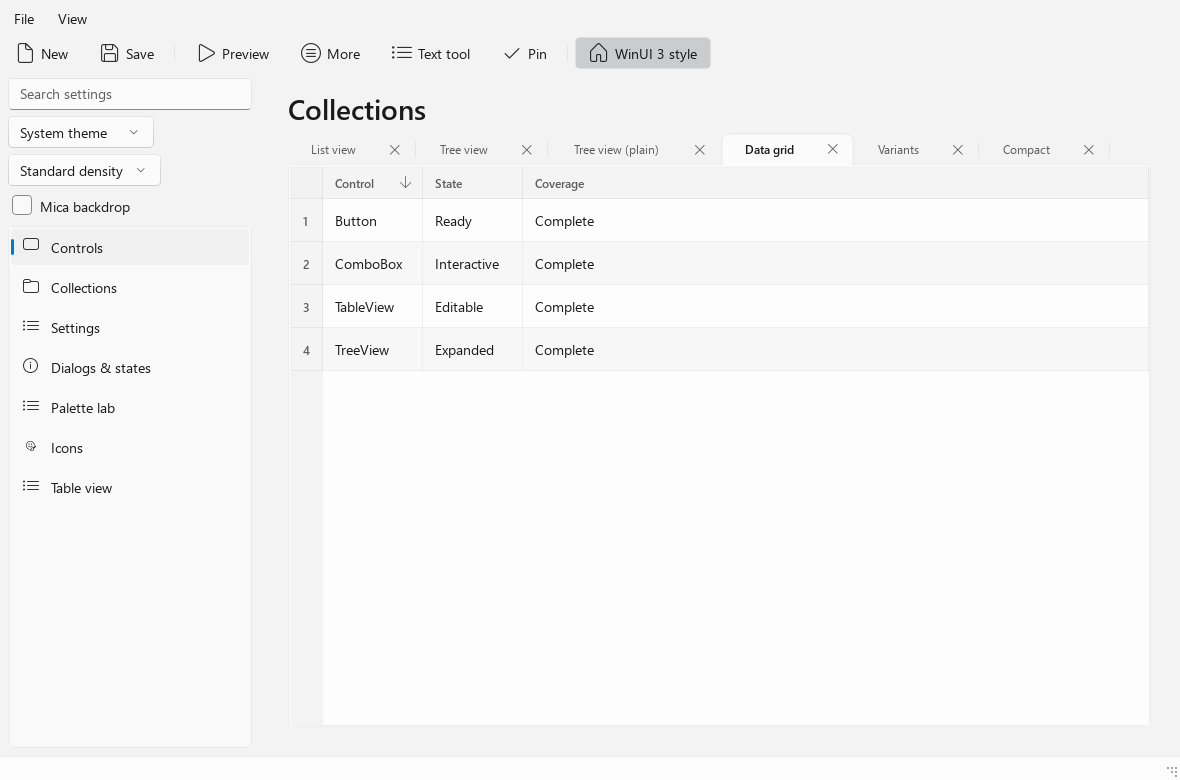 File View
New Save Preview More Text tool Pin WinUI 3 style
Search settings
System theme
Standard density
Mica backdrop
Controls
Collections
Settings
Dialogs & states
Palette lab
Icons
Table view
Collections
List view Tree view Tree view (plain) Data grid Variants Compact
Control State Coverage
1 Button Ready Complete
2 ComboBox Interactive Complete
3 TableView Editable Complete
4 TreeView Expanded Complete